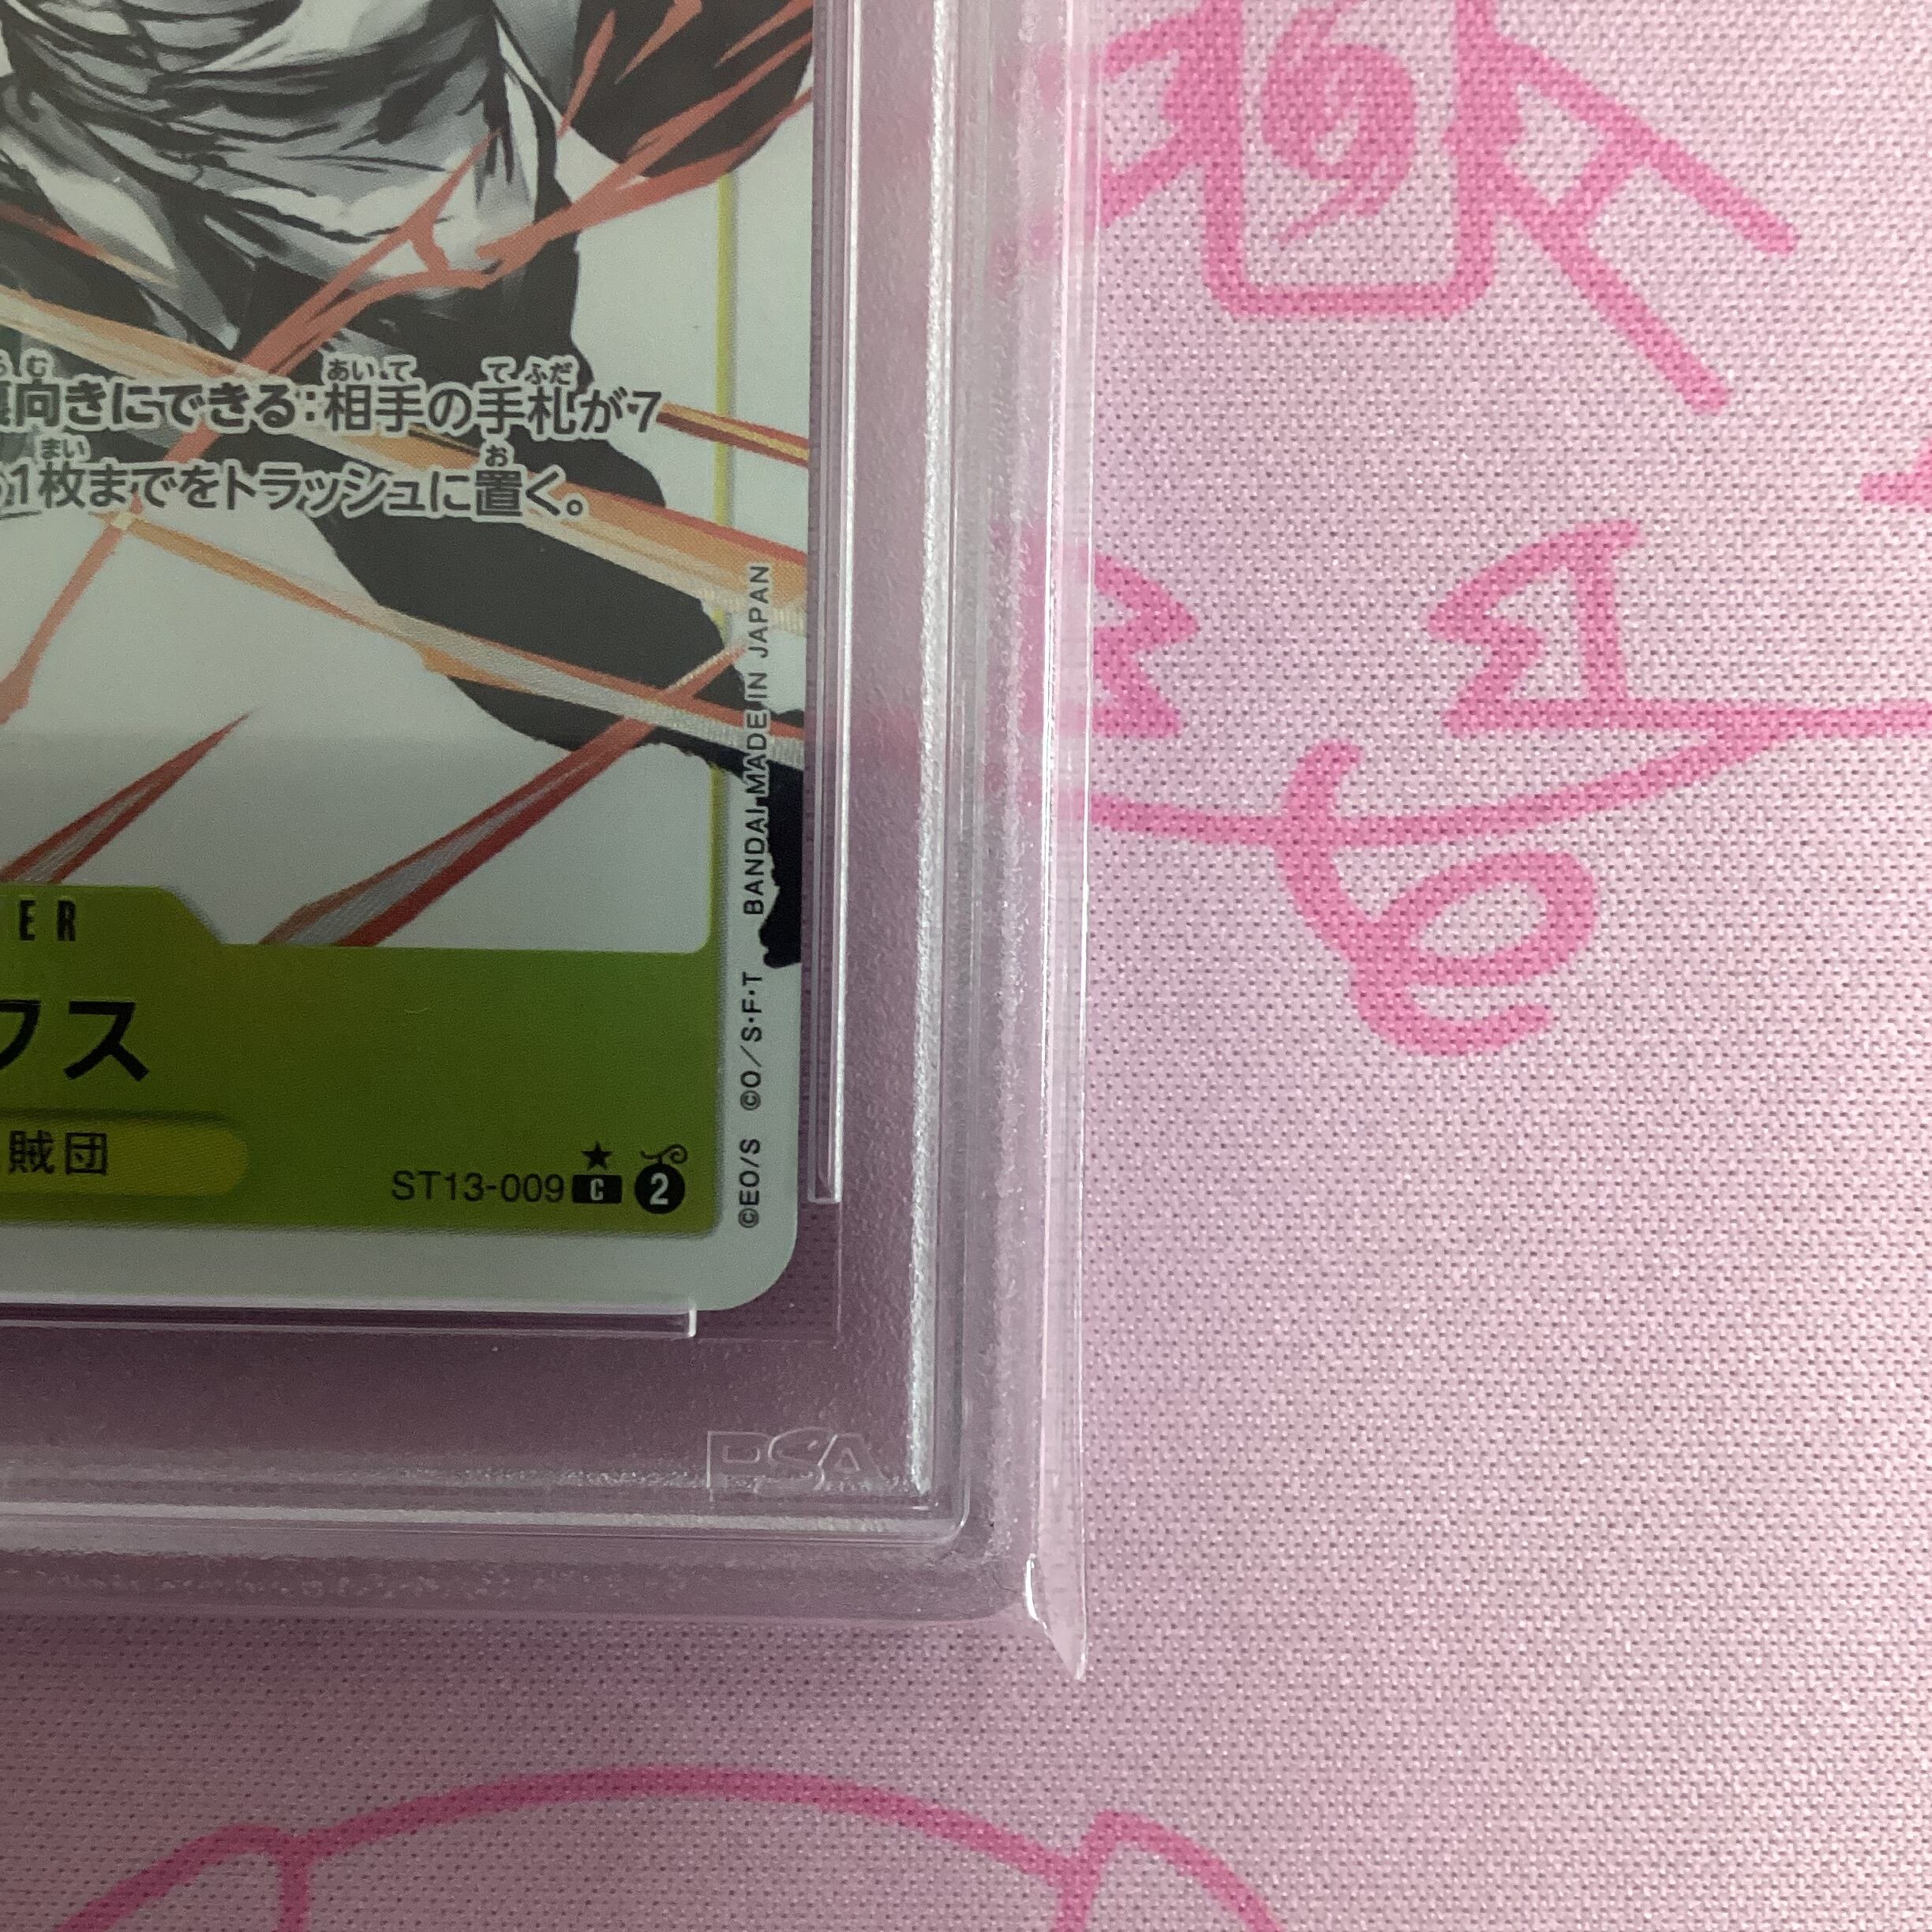 向きにできる:相手の手札が7
1枚までをトラッシュに置く。
BANDAI MADE IN JAPAN
©EO/S ©O/S・F・T
ER
フス
賊団
ST13-009 C 2
PSA